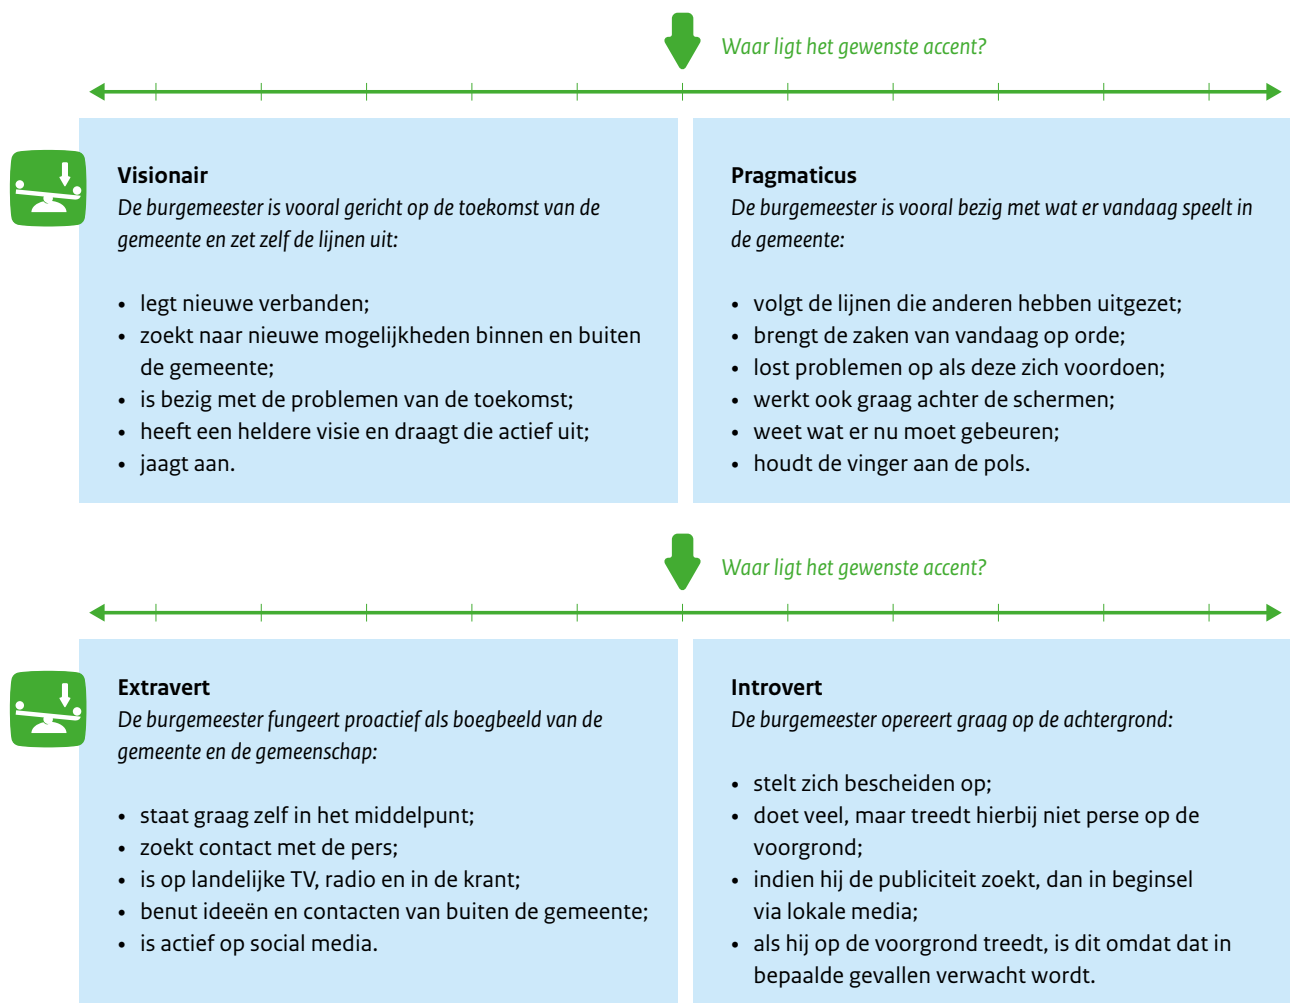 Waar ligt het gewenste accent?
Visionair
De burgemeester is vooral gericht op de toekomst van de
gemeente en zet zelf de lijnen uit:
• legt nieuwe verbanden;
• zoekt naar nieuwe mogelijkheden binnen en buiten
de gemeente;
• is bezig met de problemen van de toekomst;
• heeft een heldere visie en draagt die actief uit;
• jaagt aan.
Pragmaticus
De burgemeester is vooral bezig met wat er vandaag speelt in
de gemeente:
• volgt de lijnen die anderen hebben uitgezet;
• brengt de zaken van vandaag op orde;
• lost problemen op als deze zich voordoen;
• werkt ook graag achter de schermen;
• weet wat er nu moet gebeuren;
• houdt de vinger aan de pols.
Waar ligt het gewenste accent?
Extravert
De burgemeester fungeert proactief als boegbeeld van de
gemeente en de gemeenschap:
• staat graag zelf in het middelpunt;
• zoekt contact met de pers;
• is op landelijke TV, radio en in de krant;
• benut ideeën en contacten van buiten de gemeente;
• is actief op social media.
Introvert
De burgemeester opereert graag op de achtergrond:
• stelt zich bescheiden op;
• doet veel, maar treedt hierbij niet perse op de
voorgrond;
• indien hij de publiciteit zoekt, dan in beginsel
via lokale media;
• als hij op de voorgrond treedt, is dit omdat dat in
bepaalde gevallen verwacht wordt.